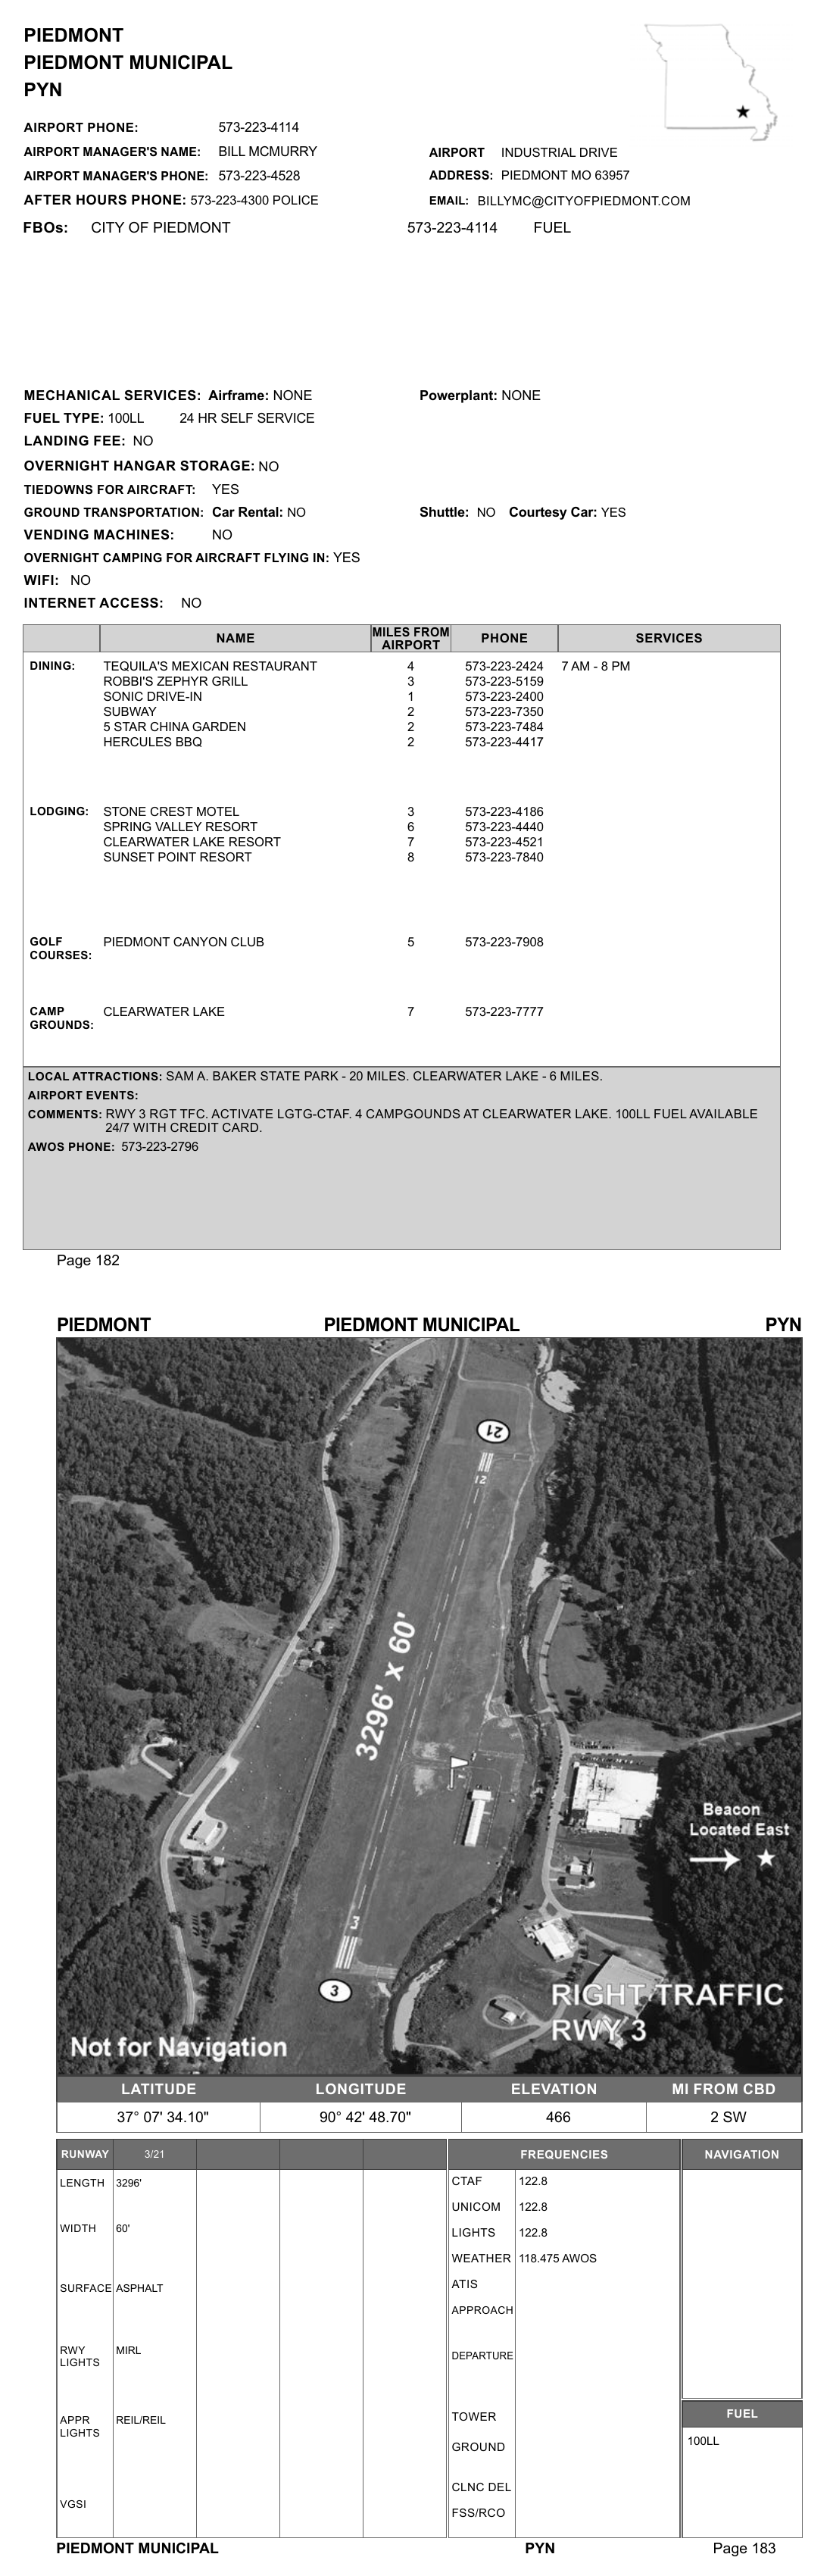 PIEDMONT
PIEDMONT MUNICIPAL
PYN
AIRPORT PHONE: 573-223-4114
AIRPORT MANAGER'S NAME: BILL MCMURRY
AIRPORT INDUSTRIAL DRIVE
AIRPORT MANAGER'S PHONE: 573-223-4528
ADDRESS: PIEDMONT MO 63957
AFTER HOURS PHONE: 573-223-4300 POLICE
EMAIL: BILLYMC@CITYOFPIEDMONT.COM
FBOs: CITY OF PIEDMONT 573-223-4114 FUEL
MECHANICAL SERVICES: Airframe: NONE Powerplant: NONE
FUEL TYPE: 100LL 24 HR SELF SERVICE
LANDING FEE: NO
OVERNIGHT HANGAR STORAGE: NO
TIEDOWNS FOR AIRCRAFT: YES
GROUND TRANSPORTATION: Car Rental: NO Shuttle: NO Courtesy Car: YES
VENDING MACHINES: NO
OVERNIGHT CAMPING FOR AIRCRAFT FLYING IN: YES
WIFI: NO
INTERNET ACCESS: NO
NAME MILES FROM AIRPORT PHONE SERVICES
DINING: TEQUILA'S MEXICAN RESTAURANT 4 573-223-2424 7 AM - 8 PM
ROBBI'S ZEPHYR GRILL 3 573-223-5159
SONIC DRIVE-IN 1 573-223-2400
SUBWAY 2 573-223-7350
5 STAR CHINA GARDEN 2 573-223-7484
HERCULES BBQ 2 573-223-4417
LODGING: STONE CREST MOTEL 3 573-223-4186
SPRING VALLEY RESORT 6 573-223-4440
CLEARWATER LAKE RESORT 7 573-223-4521
SUNSET POINT RESORT 8 573-223-7840
GOLF COURSES: PIEDMONT CANYON CLUB 5 573-223-7908
CAMP GROUNDS: CLEARWATER LAKE 7 573-223-7777
LOCAL ATTRACTIONS: SAM A. BAKER STATE PARK - 20 MILES. CLEARWATER LAKE - 6 MILES.
AIRPORT EVENTS:
COMMENTS: RWY 3 RGT TFC. ACTIVATE LGTG-CTAF. 4 CAMPGOUNDS AT CLEARWATER LAKE. 100LL FUEL AVAILABLE
24/7 WITH CREDIT CARD.
AWOS PHONE: 573-223-2796
Page 182
PIEDMONT PIEDMONT MUNICIPAL PYN
21
21
3296' x 60'
Beacon
Located East
3
3
RIGHT TRAFFIC
RWY 3
Not for Navigation
LATITUDE LONGITUDE ELEVATION MI FROM CBD
37° 07' 34.10" 90° 42' 48.70" 466 2 SW
RUNWAY 3/21 FREQUENCIES NAVIGATION
LENGTH 3296'
WIDTH 60'
SURFACE ASPHALT
RWY LIGHTS MIRL
APPR LIGHTS REIL/REIL
VGSI
CTAF 122.8
UNICOM 122.8
LIGHTS 122.8
WEATHER 118.475 AWOS
ATIS
APPROACH
DEPARTURE
TOWER
GROUND
CLNC DEL
FSS/RCO
FUEL
100LL
PIEDMONT MUNICIPAL PYN Page 183